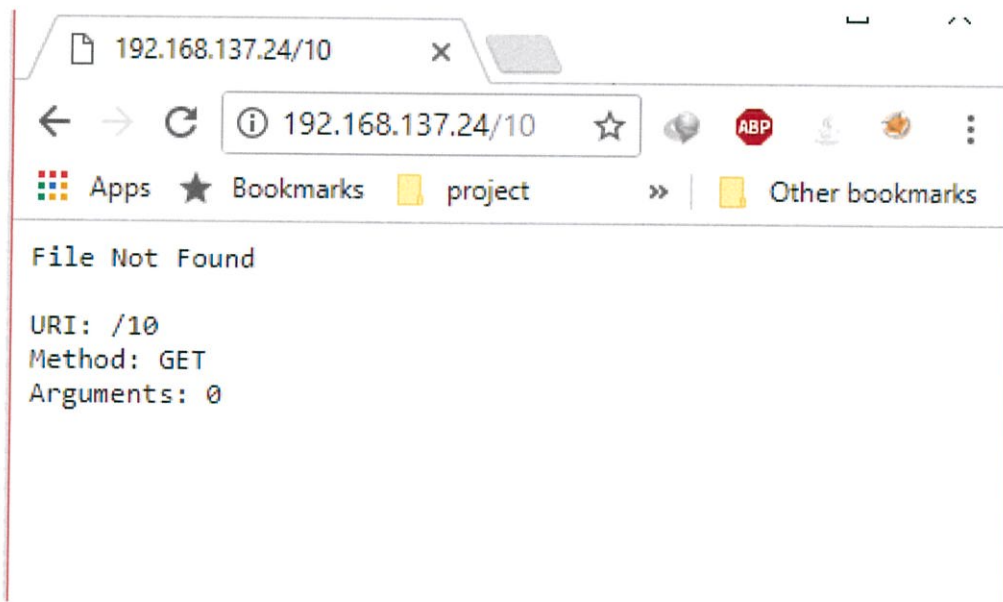 192.168.137.24/10
192.168.137.24/10
ABP
Apps Bookmarks project » Other bookmarks
File Not Found
URI: /10
Method: GET
Arguments: 0